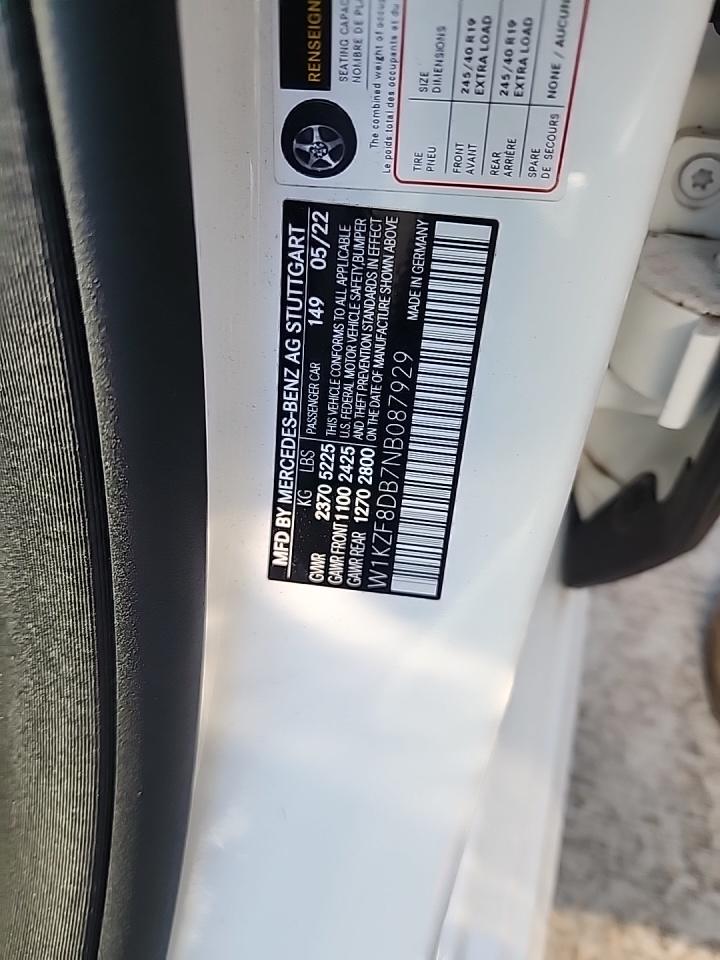 RENSEIGN
SEATING CAPAC
NOMBRE DE PL
The combined weight of occup
Le poids total des occupants et du
TIRE SIZE
PNEU DIMENSIONS
FRONT 245/40 R19
AVANT EXTRA LOAD
REAR 245/40 R19
ARRIÈRE EXTRA LOAD
SPARE NONE / AUCUN
DE SECOURS
MFD BY MERCEDES-BENZ AG STUTTGART
KG LBS PASSENGER CAR 149 05/22
GVWR 2370 5225 THIS VEHICLE CONFORMS TO ALL APPLICABLE
GAWR FRONT 1100 2425 U.S. FEDERAL MOTOR VEHICLE SAFETY,BUMPER
GAWR REAR 1270 2800 AND THEFT PREVENTION STANDARDS IN EFFECT
ON THE DATE OF MANUFACTURE SHOWN ABOVE
W1KZF8DB7NB087929 MADE IN GERMANY